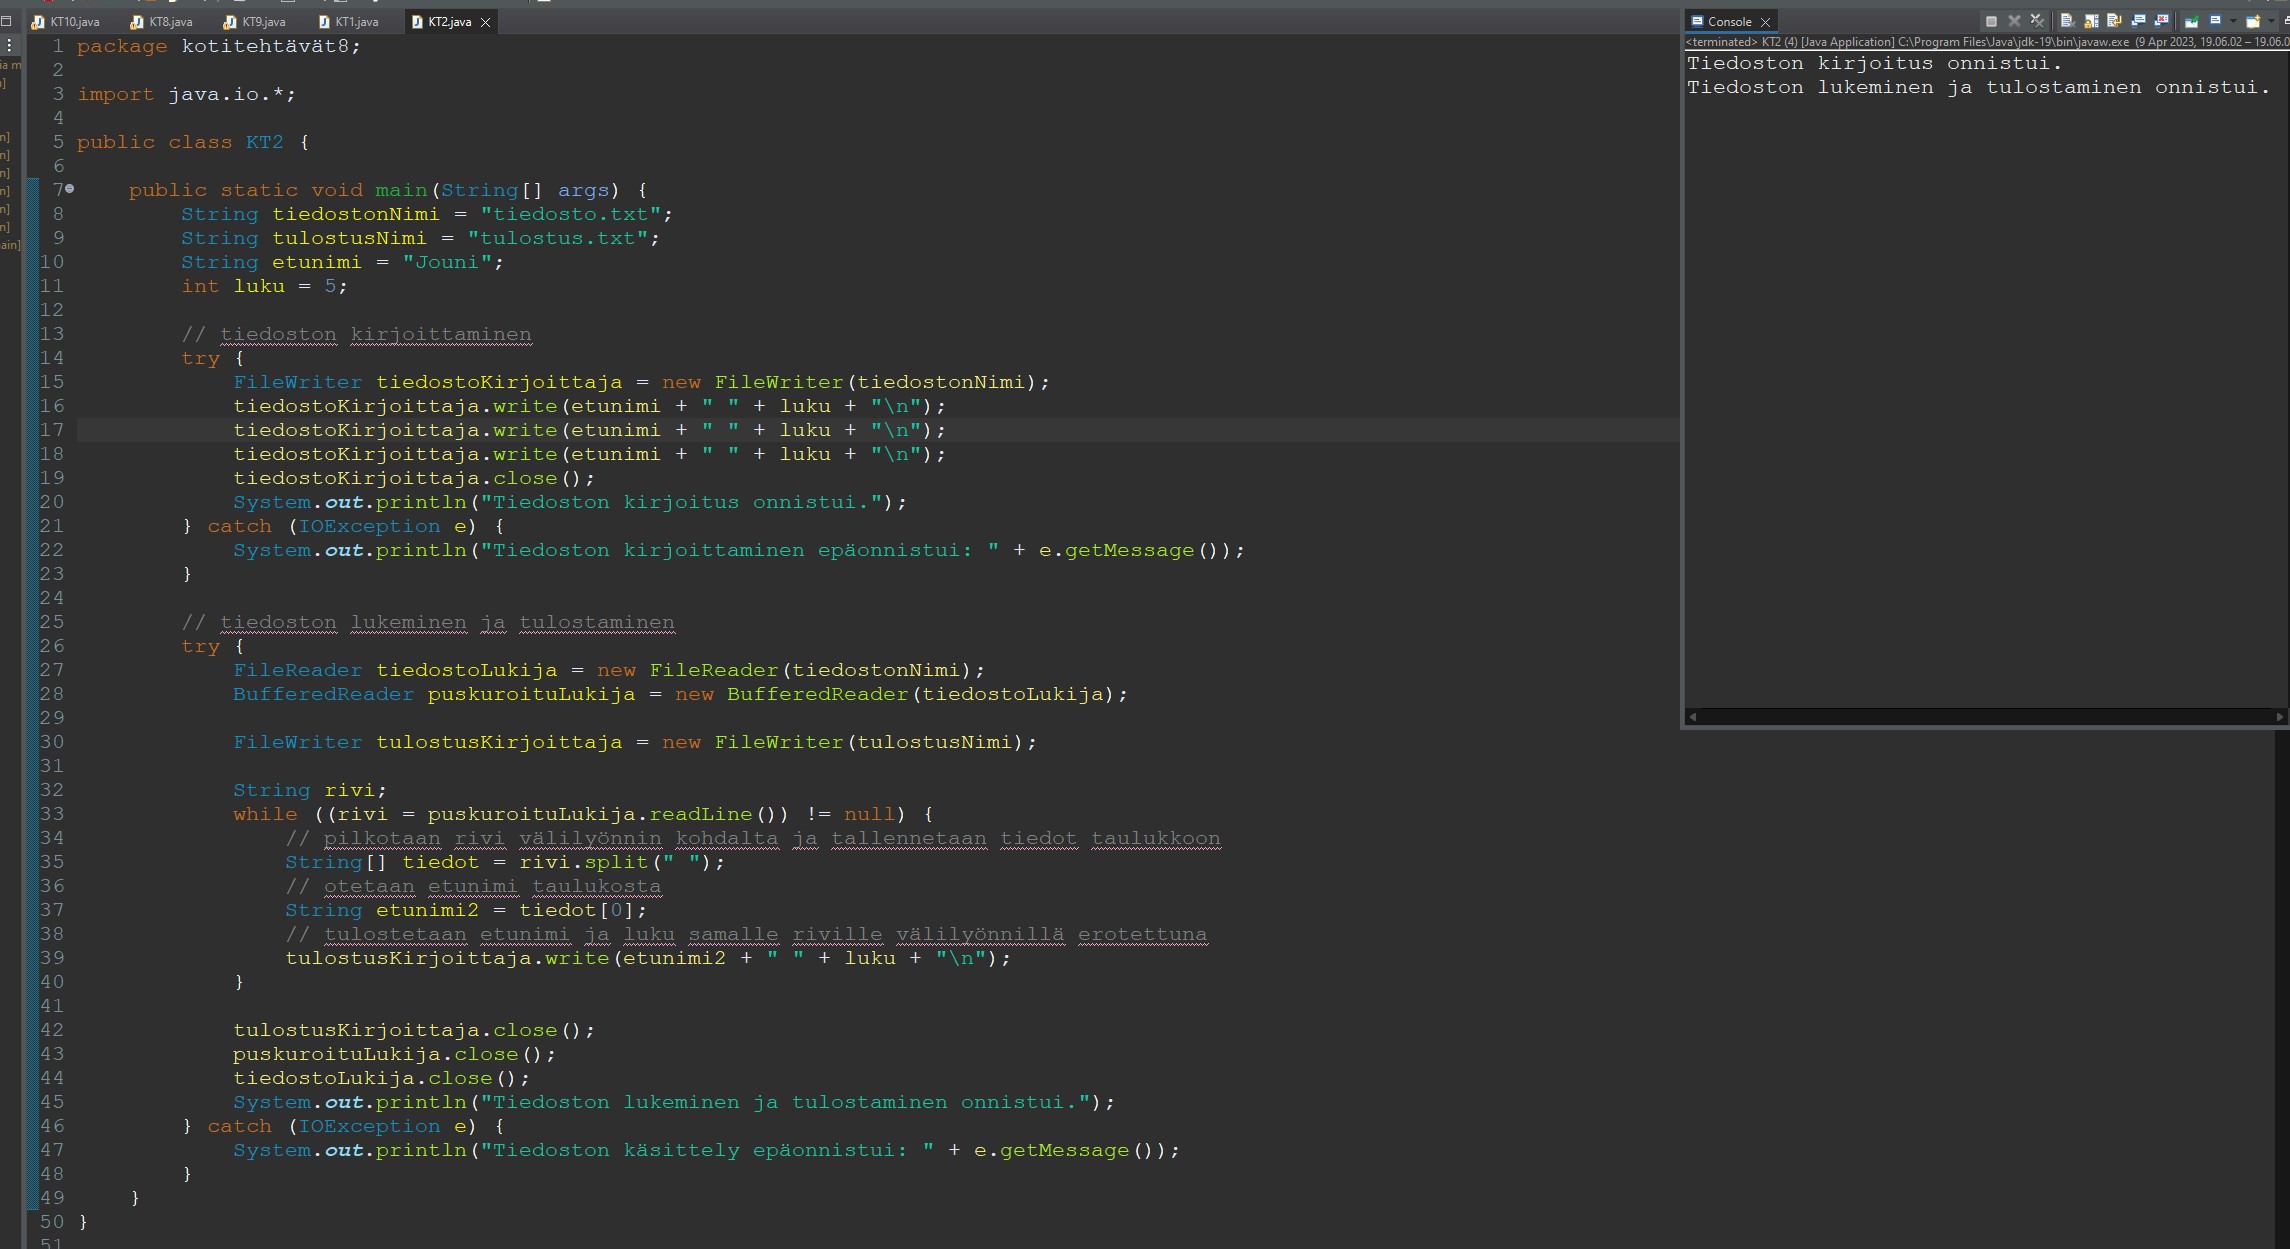 KT10.java KT8.java KT9.java KT1.java KT2.java
1 package kotitehtävät8;
2
3 import java.io.*;
4
5 public class KT2 {
6
7 public static void main(String[] args) {
8 String tiedostonNimi = "tiedosto.txt";
9 String tulostusNimi = "tulostus.txt";
10 String etunimi = "Jouni";
11 int luku = 5;
12
13 // tiedoston kirjoittaminen
14 try {
15 FileWriter tiedostoKirjoittaja = new FileWriter(tiedostonNimi);
16 tiedostoKirjoittaja.write(etunimi + " " + luku + "\n");
17 tiedostoKirjoittaja.write(etunimi + " " + luku + "\n");
18 tiedostoKirjoittaja.write(etunimi + " " + luku + "\n");
19 tiedostoKirjoittaja.close();
20 System.out.println("Tiedoston kirjoitus onnistui.");
21 } catch (IOException e) {
22 System.out.println("Tiedoston kirjoittaminen epäonnistui: " + e.getMessage());
23 }
24
25 // tiedoston lukeminen ja tulostaminen
26 try {
27 FileReader tiedostoLukija = new FileReader(tiedostonNimi);
28 BufferedReader puskuroituLukija = new BufferedReader(tiedostoLukija);
29
30 FileWriter tulostusKirjoittaja = new FileWriter(tulostusNimi);
31
32 String rivi;
33 while ((rivi = puskuroituLukija.readLine()) != null) {
34 // pilkotaan rivi välilyönnin kohdalta ja tallennetaan tiedot taulukkoon
35 String[] tiedot = rivi.split(" ");
36 // otetaan etunimi taulukosta
37 String etunimi2 = tiedot[0];
38 // tulostetaan etunimi ja luku samalle riville välilyönnillä erotettuna
39 tulostusKirjoittaja.write(etunimi2 + " " + luku + "\n");
40 }
41
42 tulostusKirjoittaja.close();
43 puskuroituLukija.close();
44 tiedostoLukija.close();
45 System.out.println("Tiedoston lukeminen ja tulostaminen onnistui.");
46 } catch (IOException e) {
47 System.out.println("Tiedoston käsittely epäonnistui: " + e.getMessage());
48 }
49 }
50 }
51
Console
<terminated> KT2 (4) [Java Application] C:\Program Files\Java\jdk-19\bin\javaw.exe (9 Apr 2023, 19.06.02 – 19.06.0
Tiedoston kirjoitus onnistui.
Tiedoston lukeminen ja tulostaminen onnistui.